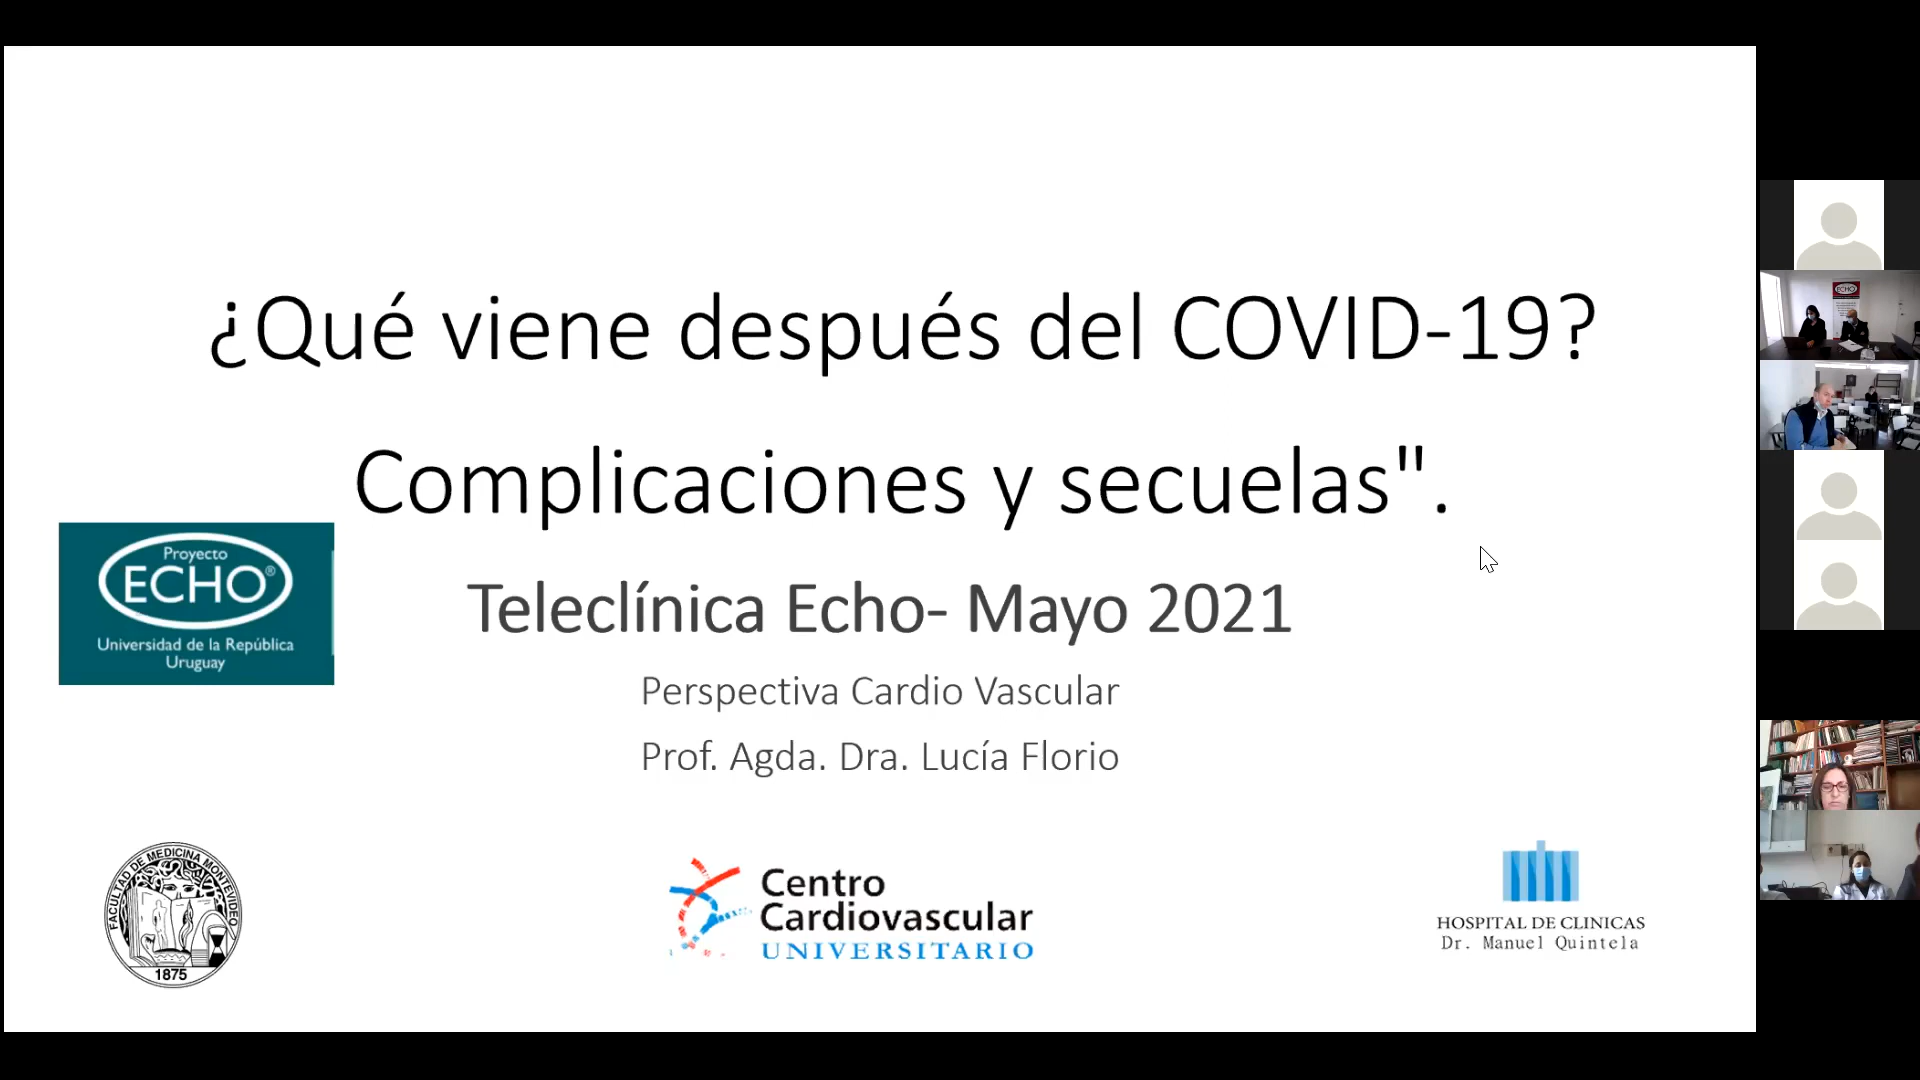 ¿Qué viene después del COVID-19?
Complicaciones y secuelas".
Proyecto
ECHO®
Universidad de la República
Uruguay
Teleclínica Echo- Mayo 2021
Perspectiva Cardio Vascular
Prof. Agda. Dra. Lucía Florio
FACULTAD DE MEDICINA MONTEVIDEO
1875
Centro
Cardiovascular
UNIVERSITARIO
HOSPITAL DE CLINICAS
Dr. Manuel Quintela
ECHO